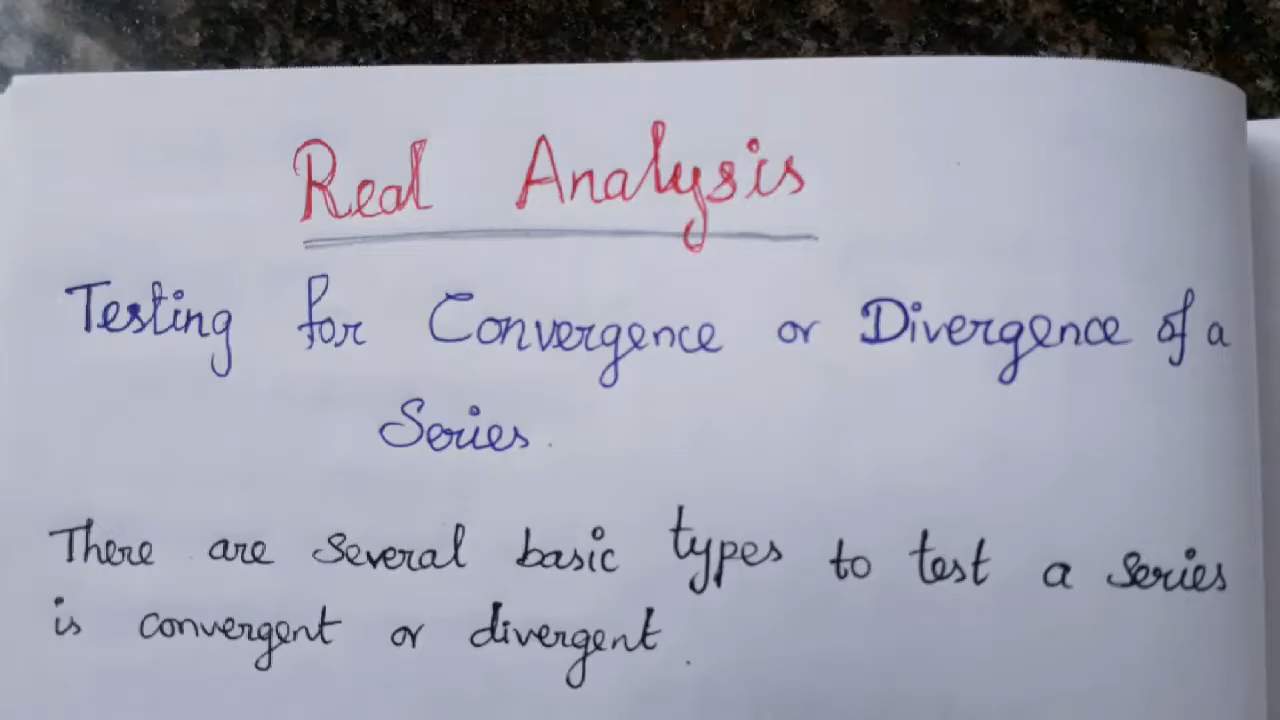 Real Analysis
Testing for Convergence or Divergence of a
Series.
There are several basic types to test a series
is convergent or divergent.